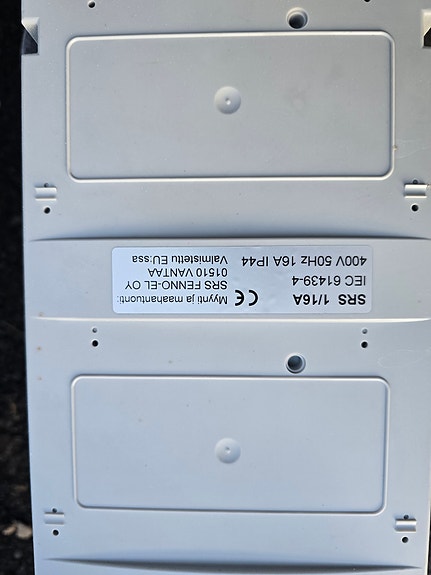 SRS 1/16A
IEC 61439-4
400V 50Hz 16A IP44
CE
Myynti ja maahantuonti:
SRS FENNO-EL OY
01510 VANTAA
Valmistettu EU:ssa